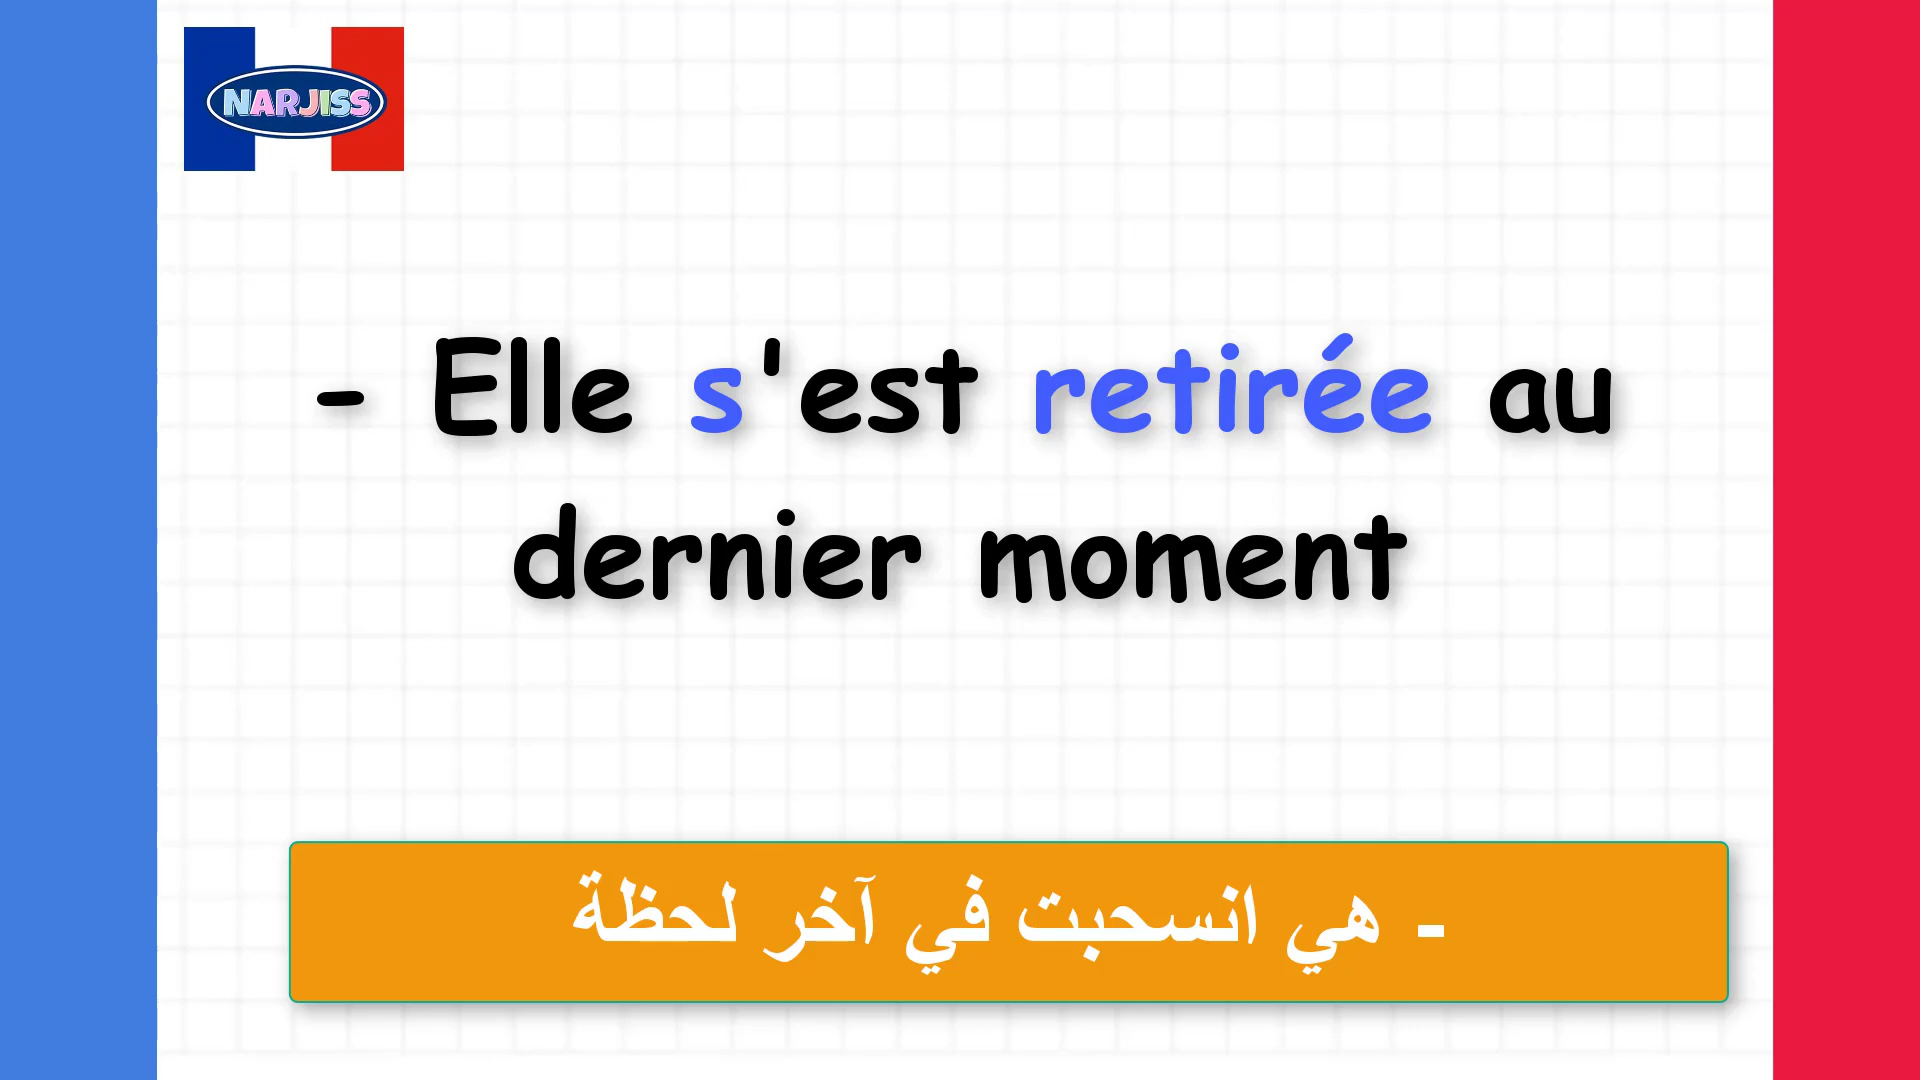 NARJISS
- Elle s'est retirée au
dernier moment
- هي انسحبت في آخر لحظة